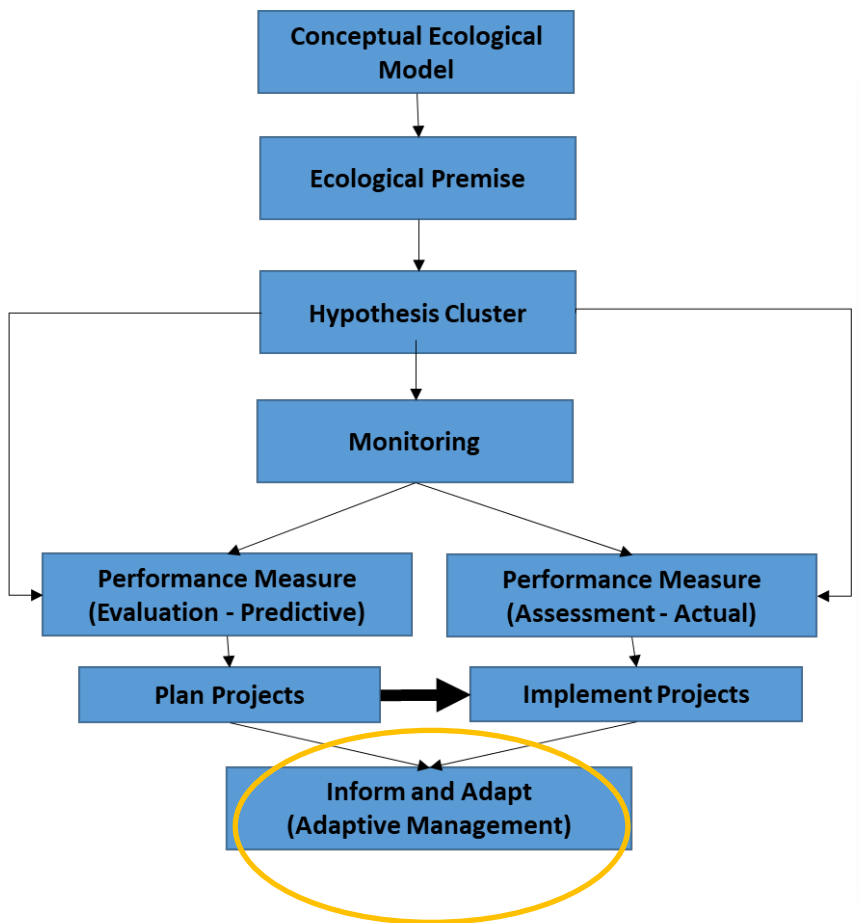 Conceptual Ecological
Model
Ecological Premise
Hypothesis Cluster
Monitoring
Performance Measure
(Evaluation - Predictive)
Performance Measure
(Assessment - Actual)
Plan Projects
Implement Projects
Inform and Adapt
(Adaptive Management)